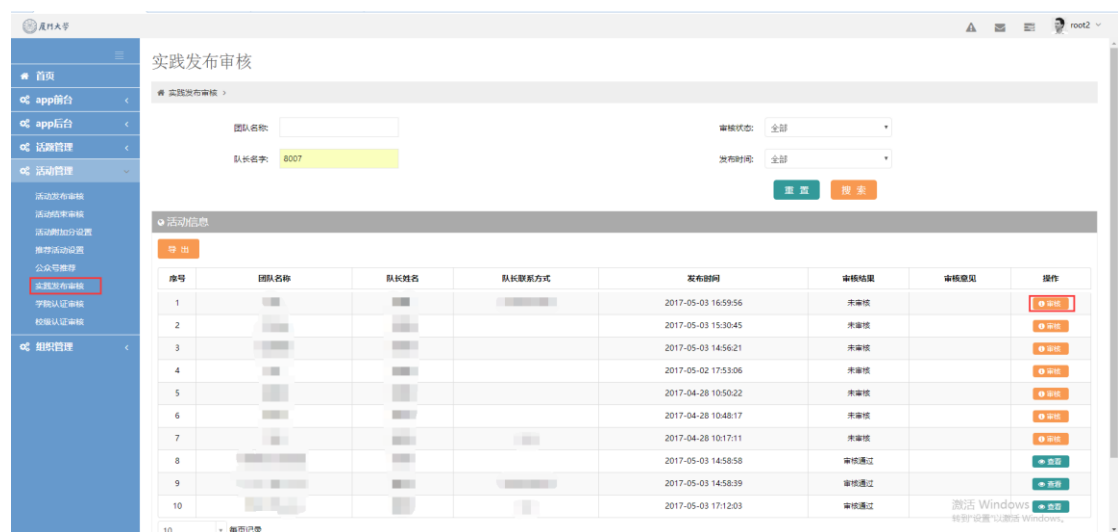 厦门大学
root2
首页
app前台
app后台
话题管理
活动管理
活动发布审核
活动结束审核
活动附加分设置
推荐活动设置
公众号推荐
实践发布审核
学院认证审核
校级认证审核
组织管理
实践发布审核
实践发布审核 >
团队名称: 审核状态: 全部
队长名字: 8007 发布时间: 全部
重 置 搜 索
活动信息
导 出
序号 团队名称 队长姓名 队长联系方式 发布时间 审核结果 审核意见 操作
1 2017-05-03 16:59:56 未审核 审核
2 2017-05-03 15:30:45 未审核 审核
3 2017-05-03 14:56:21 未审核 审核
4 2017-05-02 17:53:06 未审核 审核
5 2017-04-28 10:50:22 未审核 审核
6 2017-04-28 10:48:17 未审核 审核
7 2017-04-28 10:17:11 未审核 审核
8 2017-05-03 14:58:58 审核通过 查看
9 2017-05-03 14:58:39 审核通过 查看
10 2017-05-03 17:12:03 审核通过 查看
10 每页记录
激活 Windows
转到"设置"以激活 Windows。